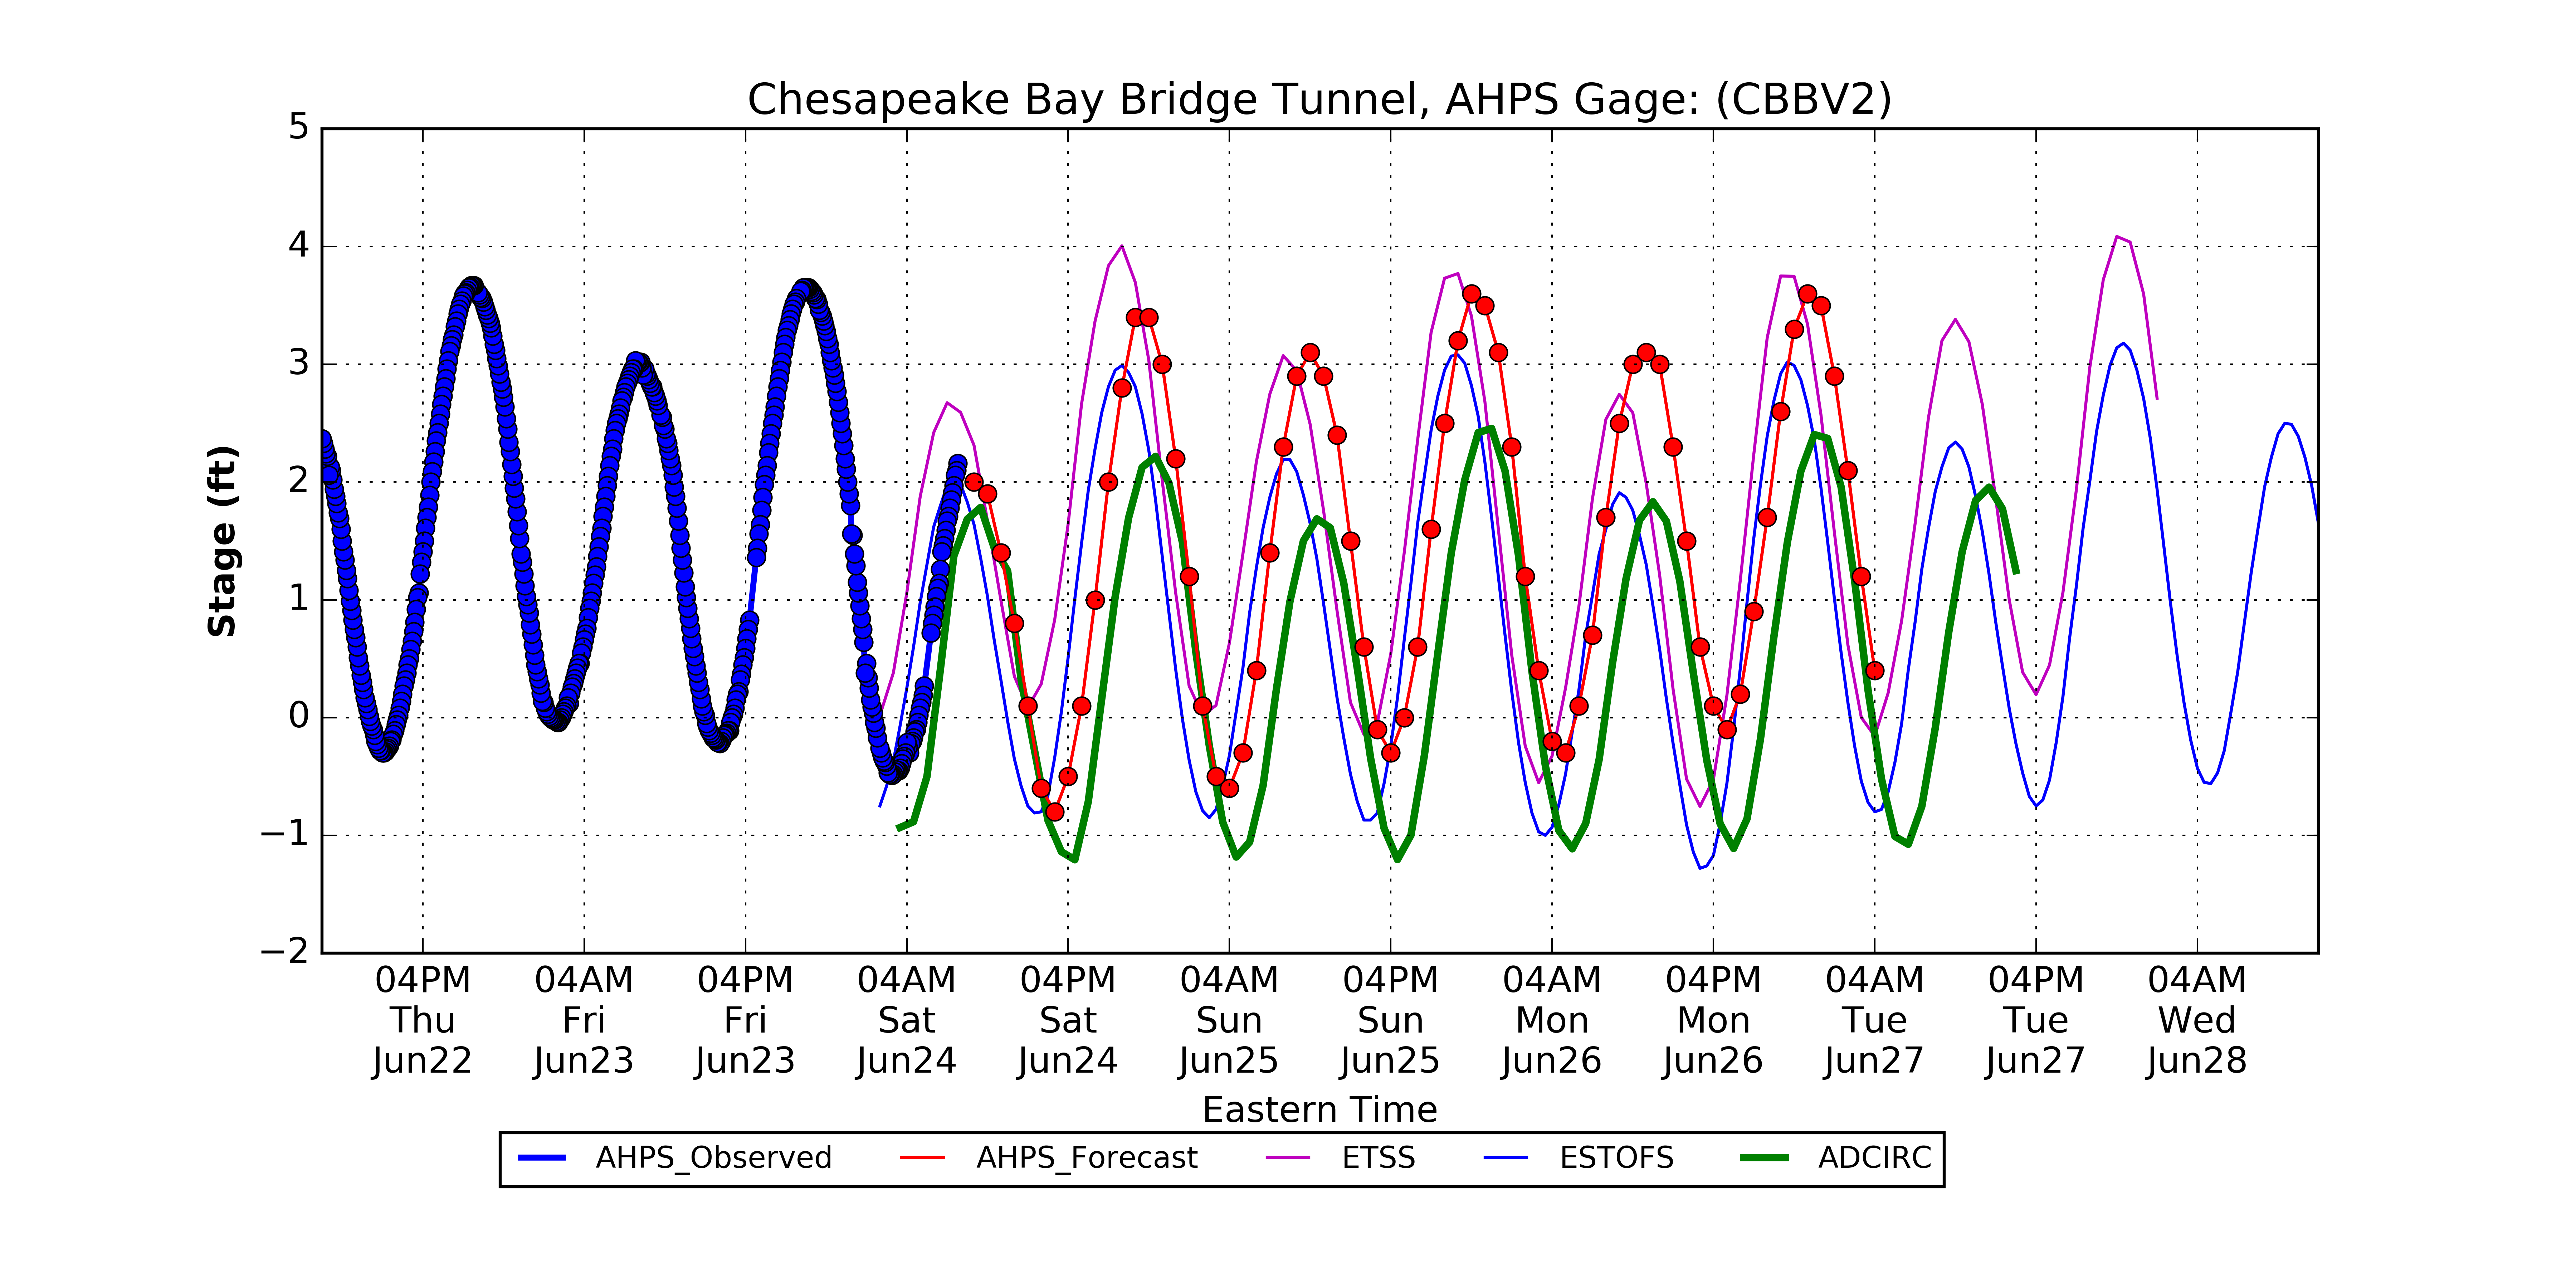 Chesapeake Bay Bridge Tunnel, AHPS Gage: (CBBV2)
5
4
3
2
1
0
−1
−2
Stage (ft)
04PM 04AM 04PM 04AM 04PM 04AM 04PM 04AM 04PM 04AM 04PM 04AM
Thu Fri Fri Sat Sat Sun Sun Mon Mon Tue Tue Wed
Jun22 Jun23 Jun23 Jun24 Jun24 Jun25 Jun25 Jun26 Jun26 Jun27 Jun27 Jun28
Eastern Time
AHPS_Observed AHPS_Forecast ETSS ESTOFS ADCIRC